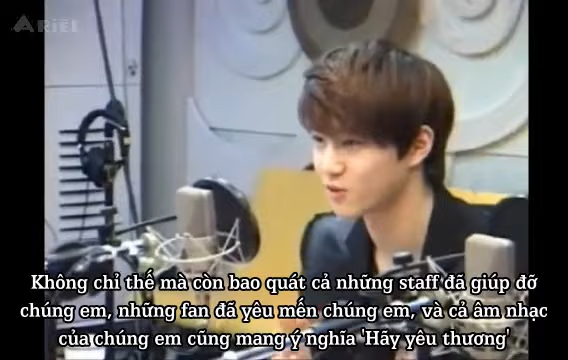 ARIEL
Không chỉ thế mà còn bao quát cả những staff đã giúp đỡ
chúng em, những fan đã yêu mến chúng em, và cả âm nhạc
của chúng em cũng mang ý nghĩa 'Hãy yêu thương'